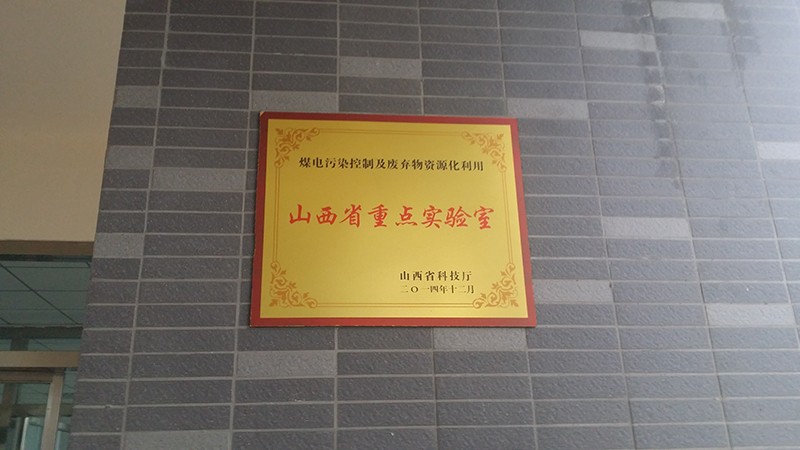 煤电污染控制及废弃物资源化利用
山西省重点实验室
山西省科技厅
二〇一四年十二月